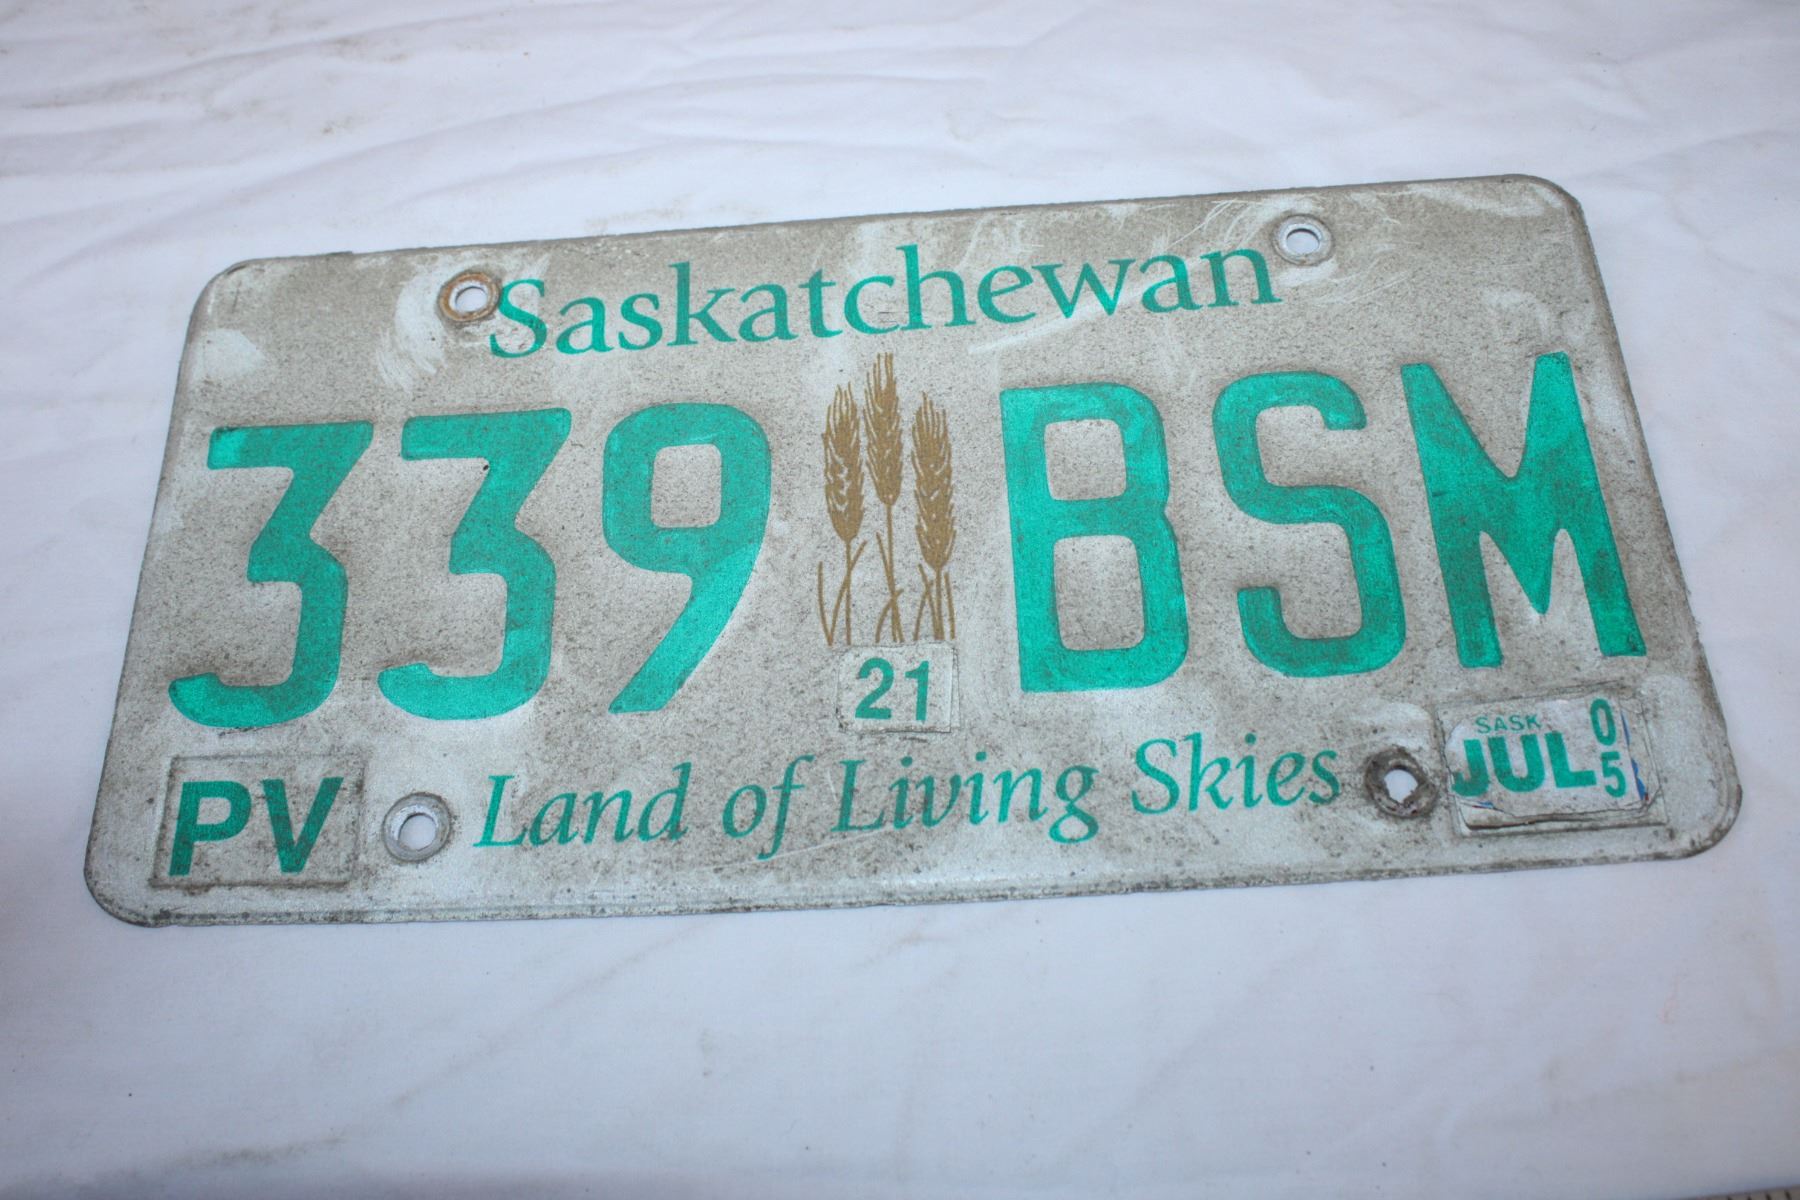 Saskatchewan
339 BSM
21
PV
Land of Living Skies
SASK.
JUL 05